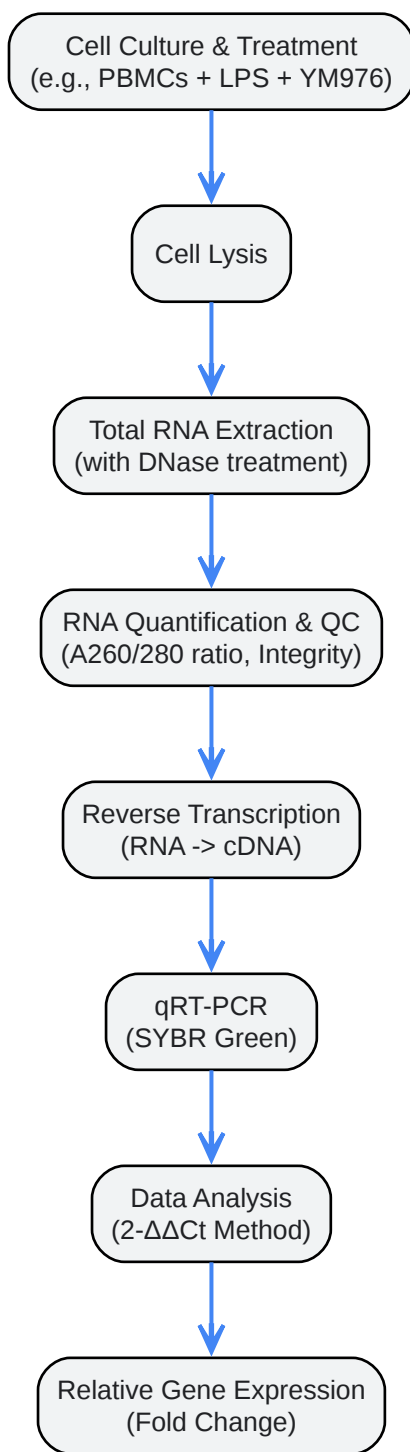 Cell Culture & Treatment
(e.g., PBMCs + LPS + YM976)
Cell Lysis
Total RNA Extraction
(with DNase treatment)
RNA Quantification & QC
(A260/280 ratio, Integrity)
Reverse Transcription
(RNA -> cDNA)
qRT-PCR
(SYBR Green)
Data Analysis
(2-ΔΔCt Method)
Relative Gene Expression
(Fold Change)